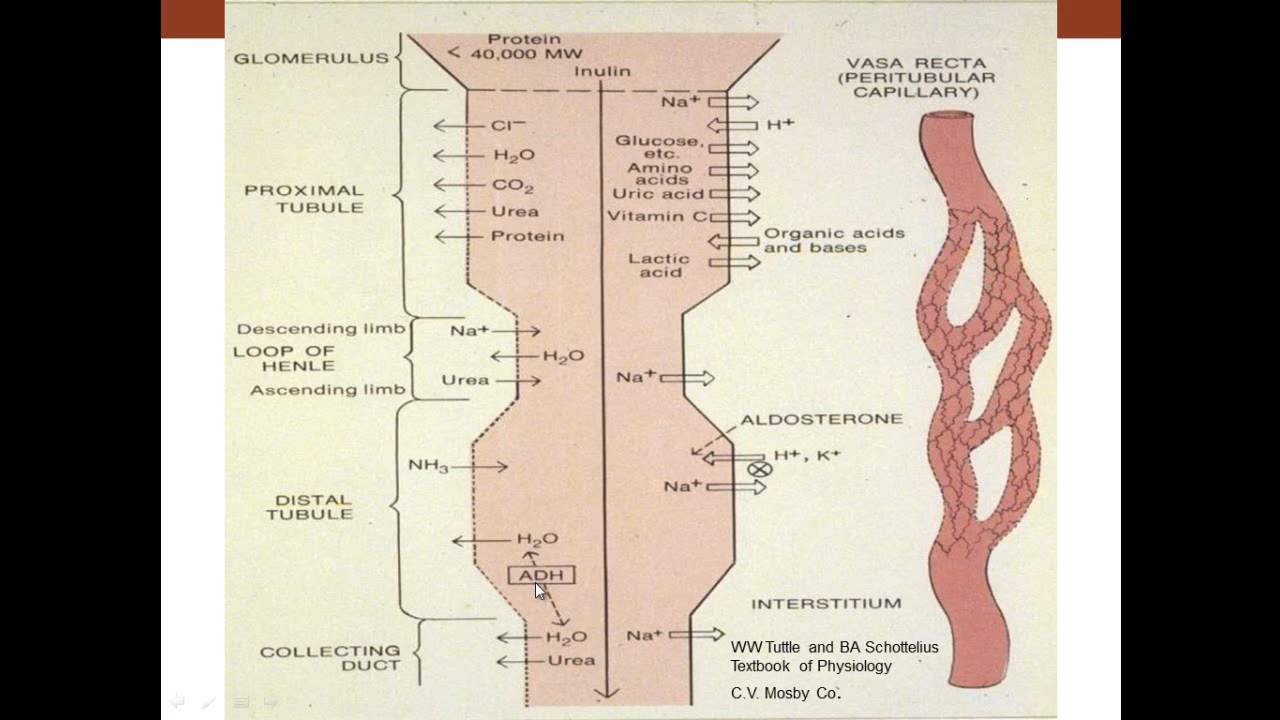 GLOMERULUS
Protein
< 40,000 MW
Inulin
VASA RECTA
(PERITUBULAR
CAPILLARY)
PROXIMAL
TUBULE
Cl⁻
H₂O
CO₂
Urea
Protein
Na⁺
H⁺
Glucose,
etc.
Amino
acids
Uric acid
Vitamin C
Organic acids
and bases
Lactic
acid
Descending limb
LOOP OF
HENLE
Ascending limb
Na⁺
H₂O
Urea
Na⁺
DISTAL
TUBULE
NH₃
H₂O
ADH
ALDOSTERONE
H⁺, K⁺
Na⁺
COLLECTING
DUCT
H₂O
Urea
Na⁺
INTERSTITIUM
WW Tuttle and BA Schottelius
Textbook of Physiology
C.V. Mosby Co.